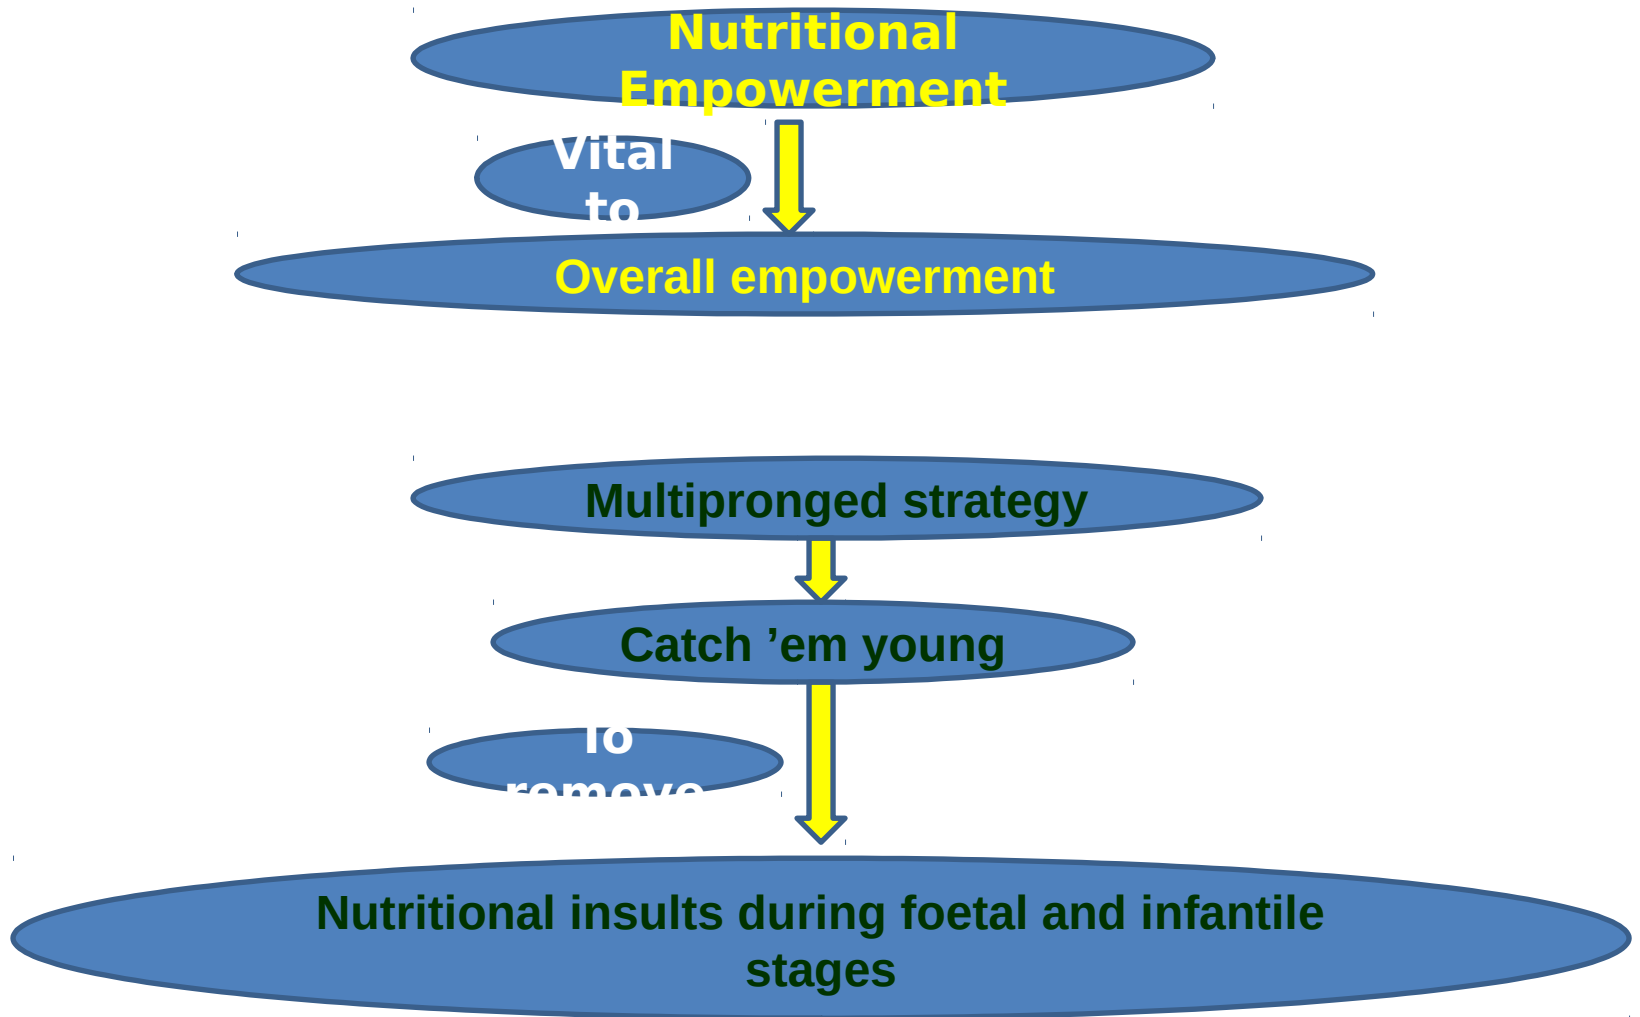 Nutritional
Empowerment
Vital
to
Overall empowerment
Multipronged strategy
Catch ’em young
To
remove
Nutritional insults during foetal and infantile
stages